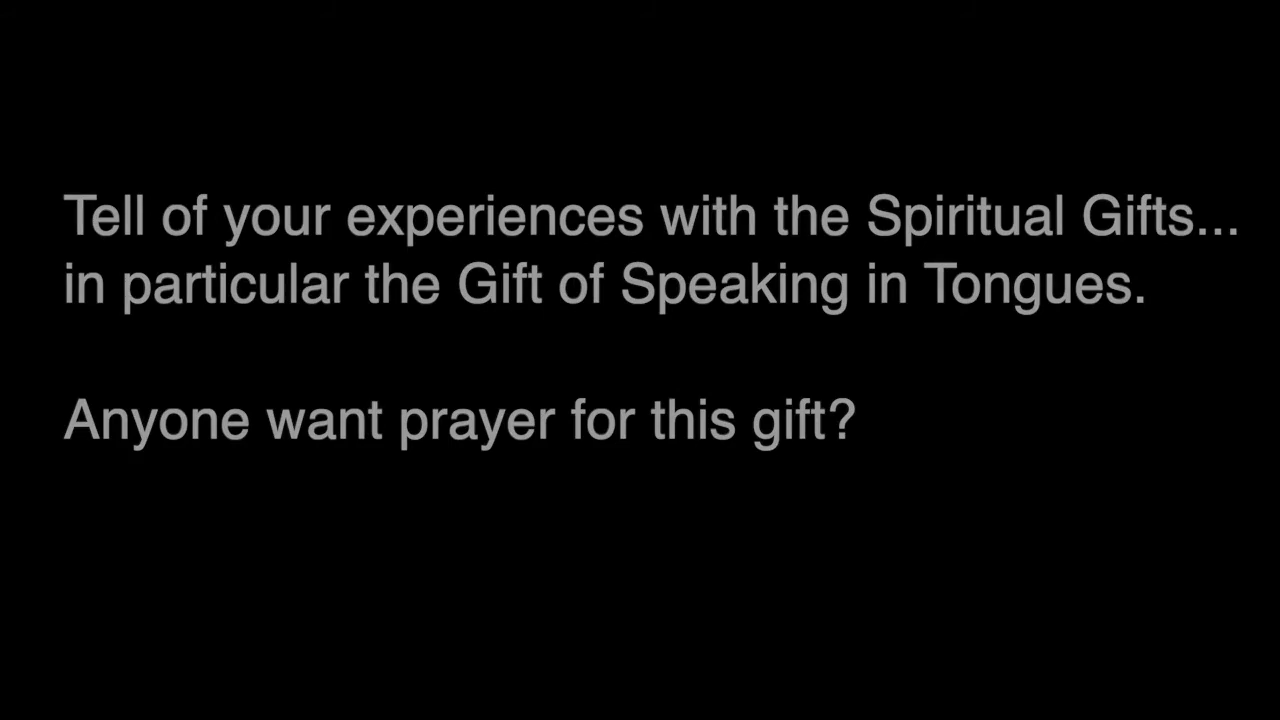 Tell of your experiences with the Spiritual Gifts...
in particular the Gift of Speaking in Tongues.
Anyone want prayer for this gift?